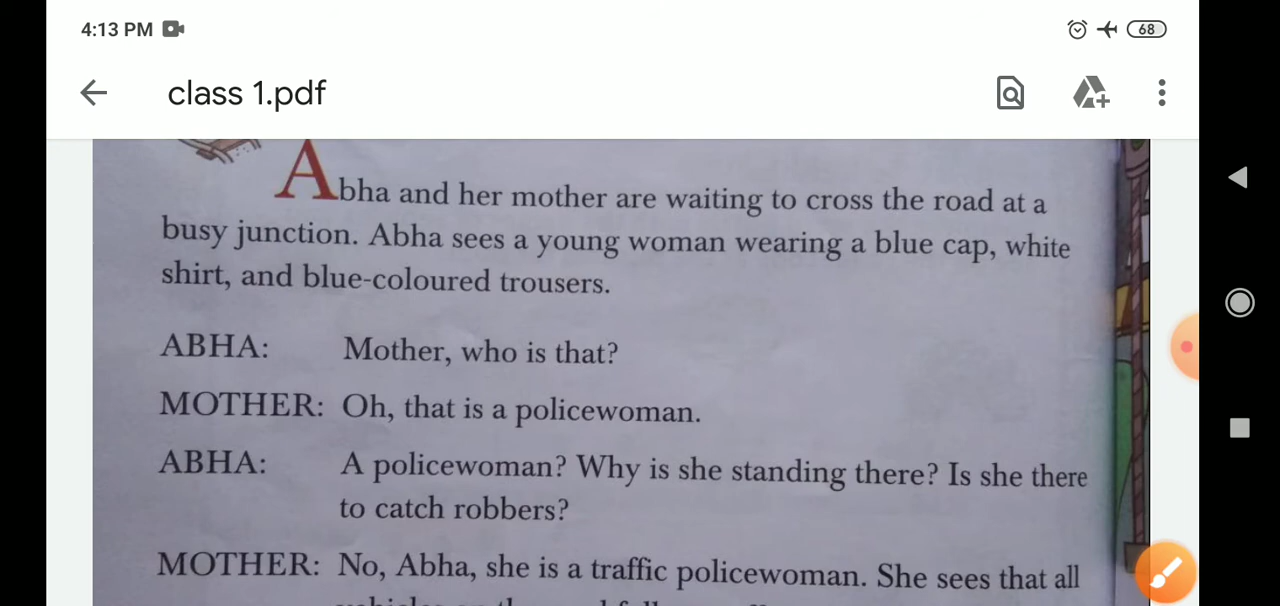 4:13 PM
68
class 1.pdf
Abha and her mother are waiting to cross the road at a
busy junction. Abha sees a young woman wearing a blue cap, white
shirt, and blue-coloured trousers.
ABHA: Mother, who is that?
MOTHER: Oh, that is a policewoman.
ABHA: A policewoman? Why is she standing there? Is she there
to catch robbers?
MOTHER: No, Abha, she is a traffic policewoman. She sees that all